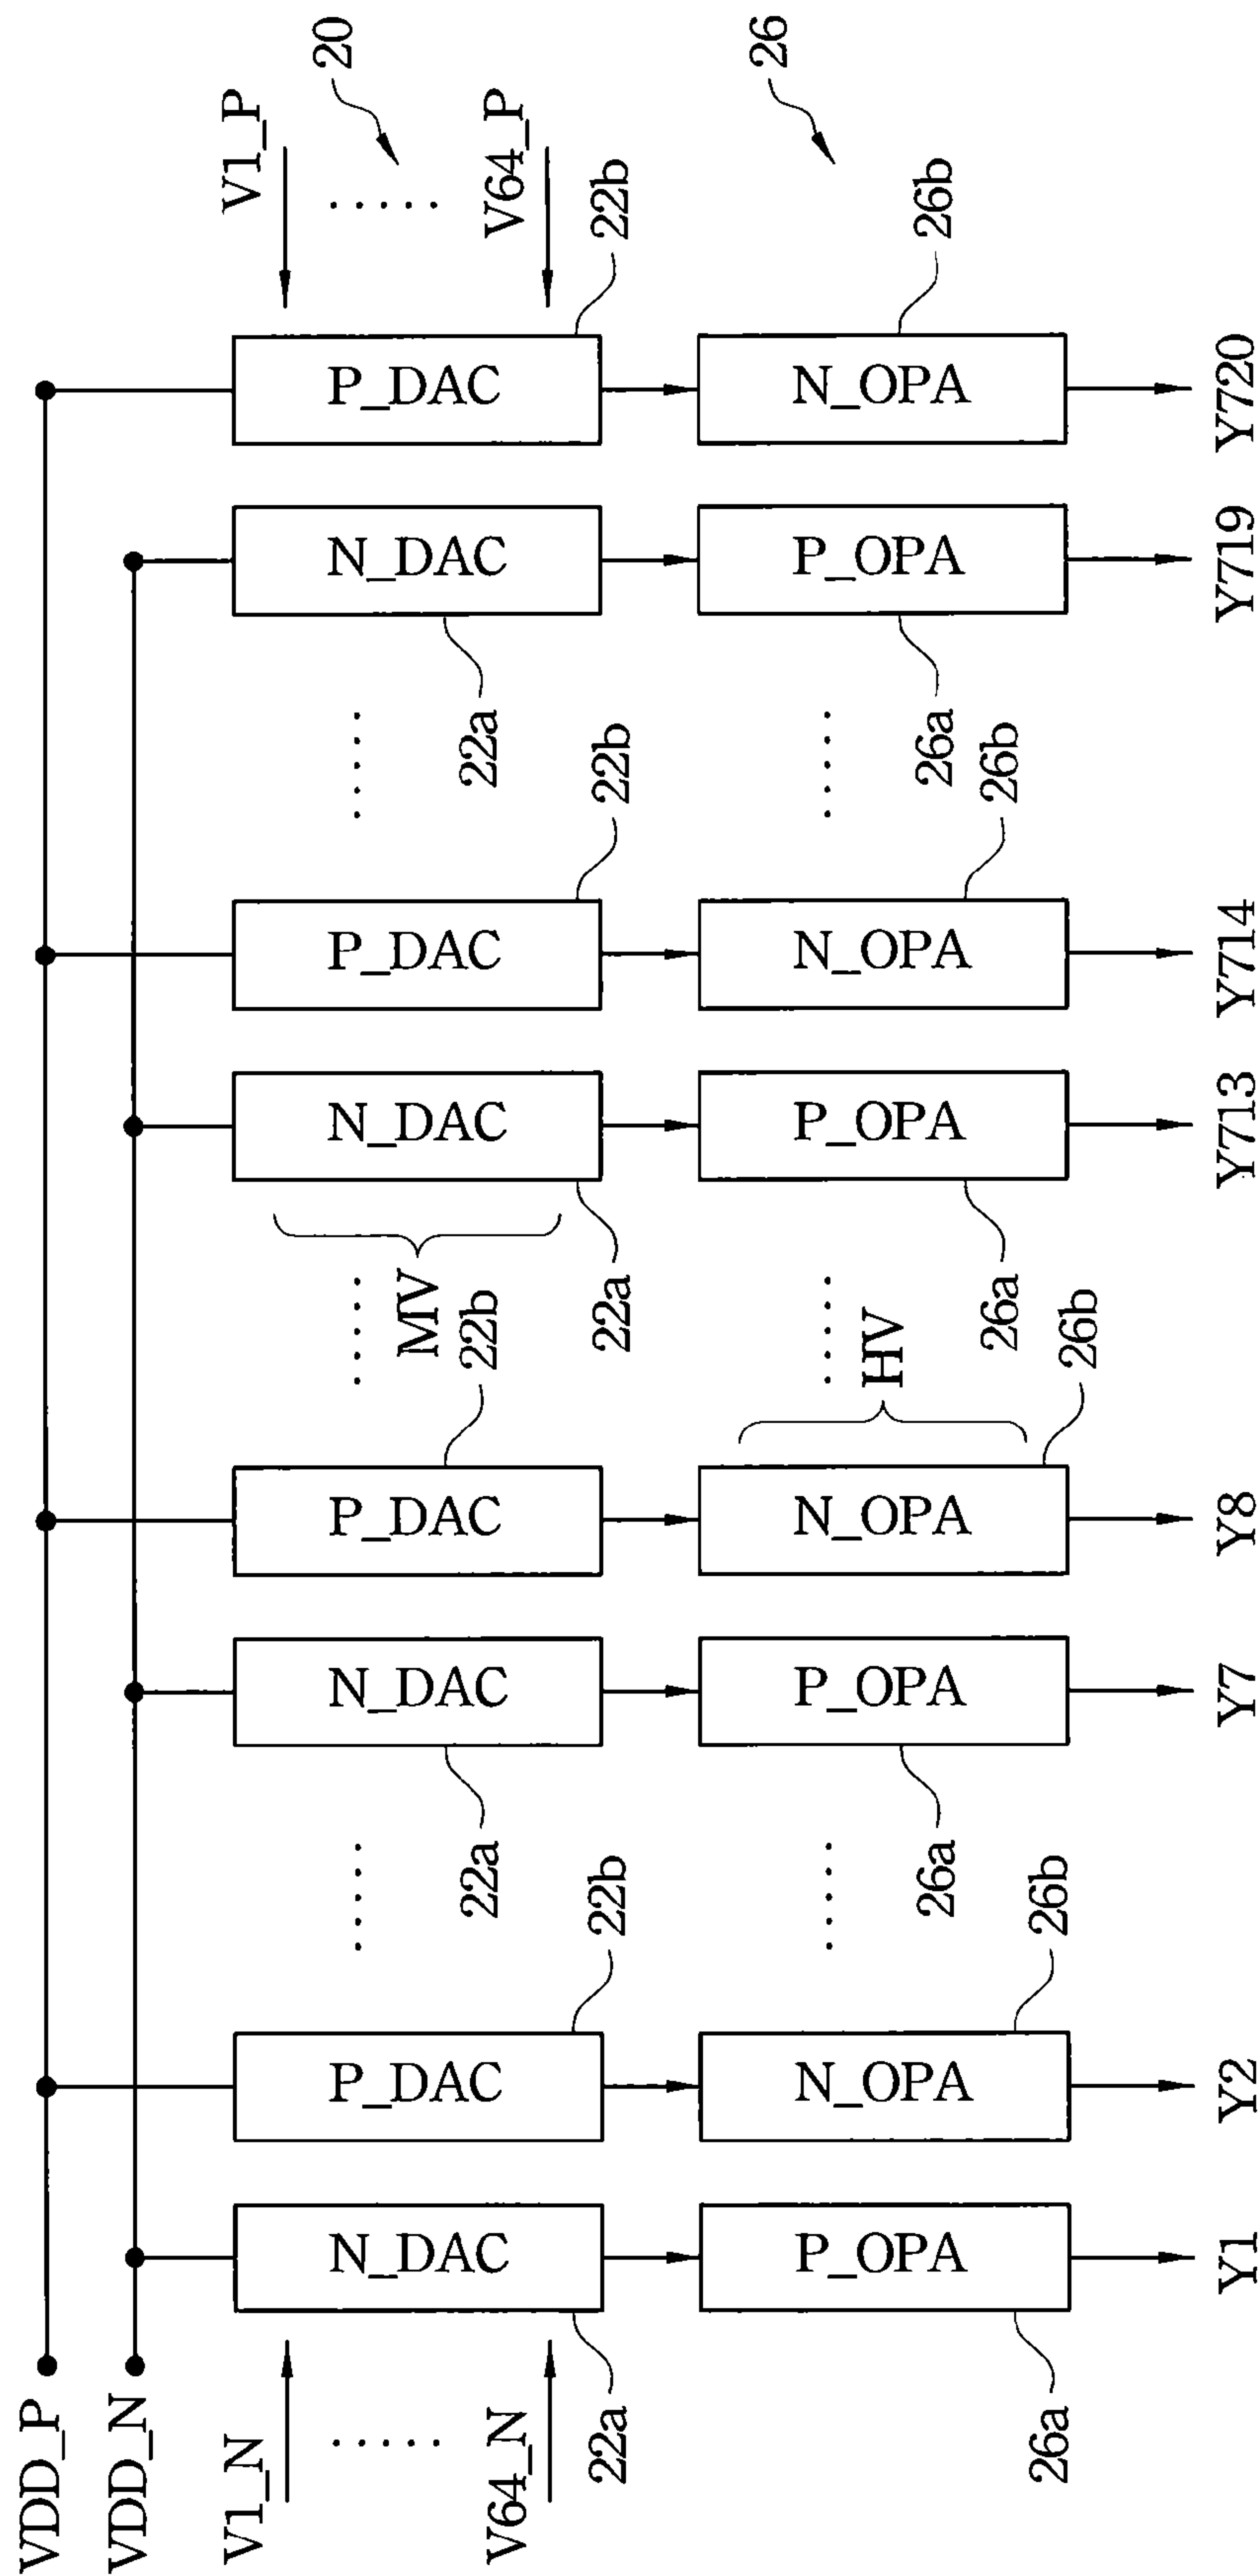 VDD_P
VDD_N
V1_N
.....
V64_N
V1_P
.....
V64_P
20
26
N_DAC
P_DAC
.....
N_DAC
P_DAC
.....
N_DAC
P_DAC
.....
N_DAC
P_DAC
22a
22b
22a
22b
MV
22a
22b
22a
22b
P_OPA
N_OPA
.....
P_OPA
N_OPA
.....
P_OPA
N_OPA
.....
P_OPA
N_OPA
26a
26b
26a
26b
HV
26a
26b
26a
26b
Y1
Y2
Y7
Y8
Y713
Y714
Y719
Y720